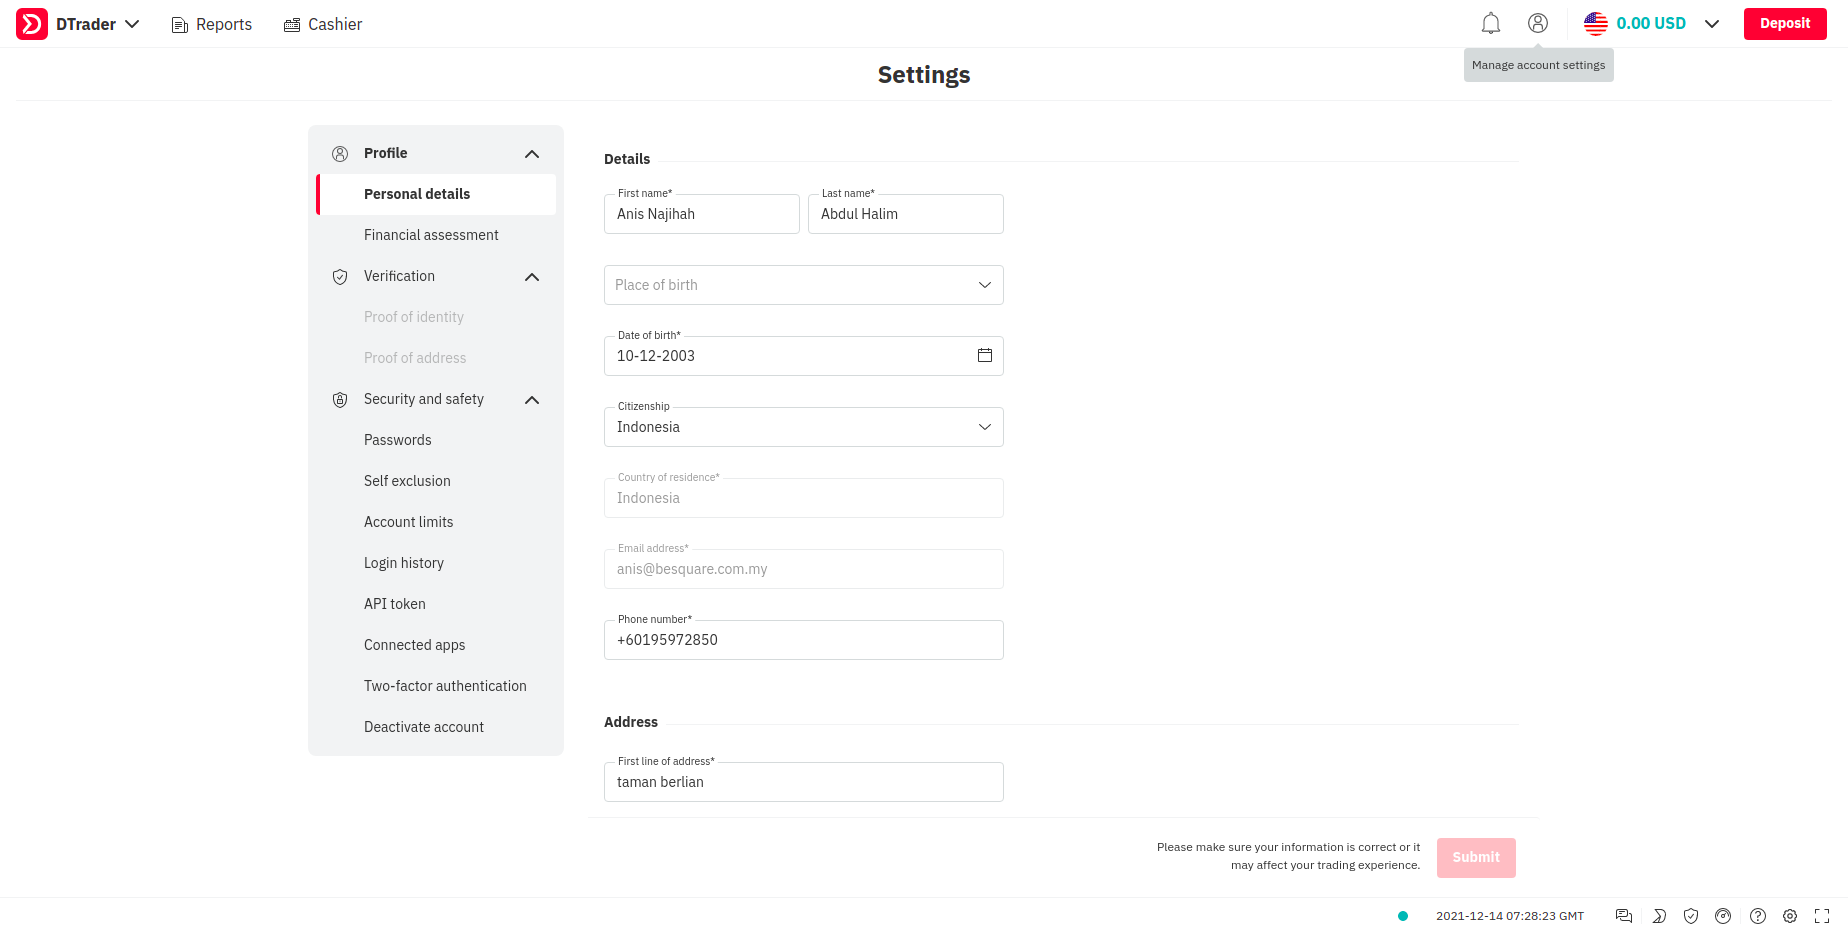 DTrader
Reports
Cashier
0.00 USD
Deposit
Manage account settings
Settings
Profile
Personal details
Financial assessment
Verification
Proof of identity
Proof of address
Security and safety
Passwords
Self exclusion
Account limits
Login history
API token
Connected apps
Two-factor authentication
Deactivate account
Details
First name*
Anis Najihah
Last name*
Abdul Halim
Place of birth
Date of birth*
10-12-2003
Citizenship
Indonesia
Country of residence*
Indonesia
Email address*
anis@besquare.com.my
Phone number*
+60195972850
Address
First line of address*
taman berlian
Please make sure your information is correct or it
may affect your trading experience.
Submit
2021-12-14 07:28:23 GMT